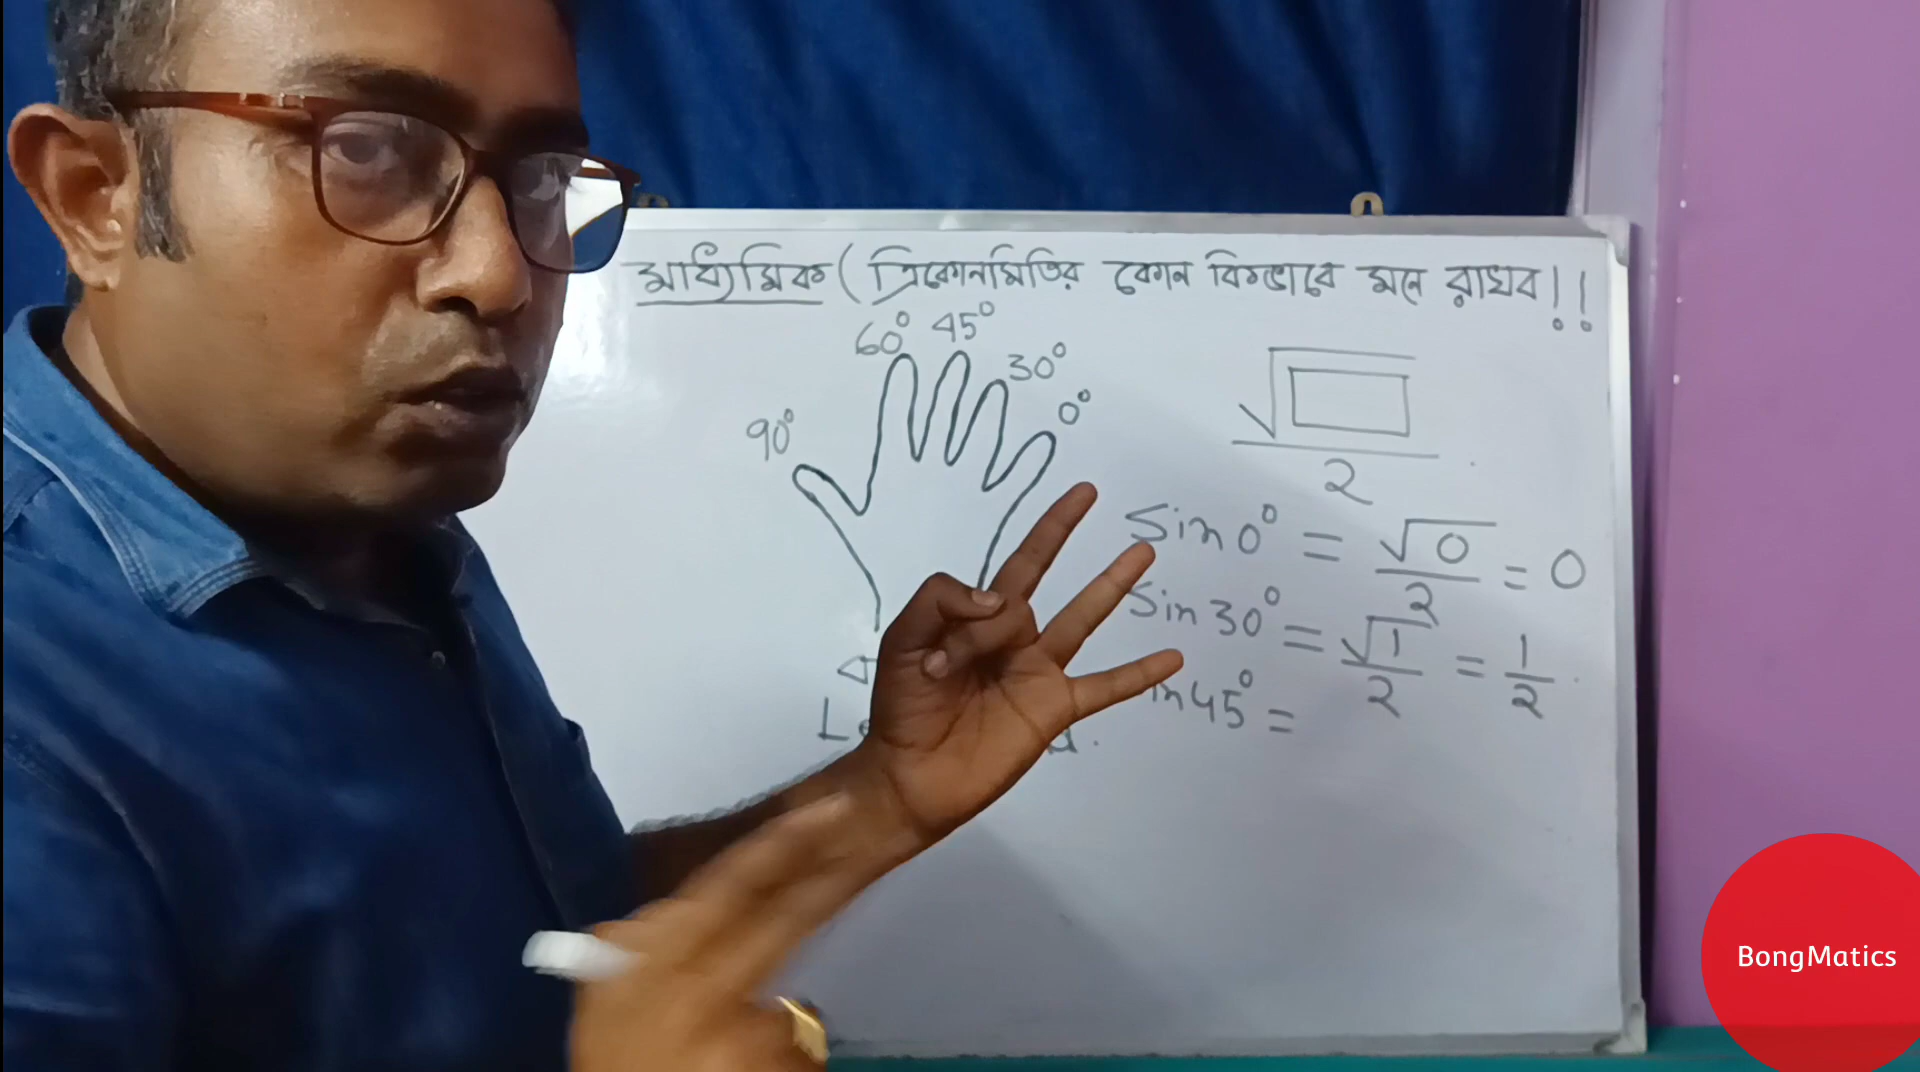 মাধ্যমিক (ত্রিকোনমিতির কোন কিভাবে মনে রাখব!!
60° 45°
30°
0°
90°
√□
2
Sin 0° = √0/2 = 0
Sin 30° = √1/2 = 1/2
45° =
BongMatics